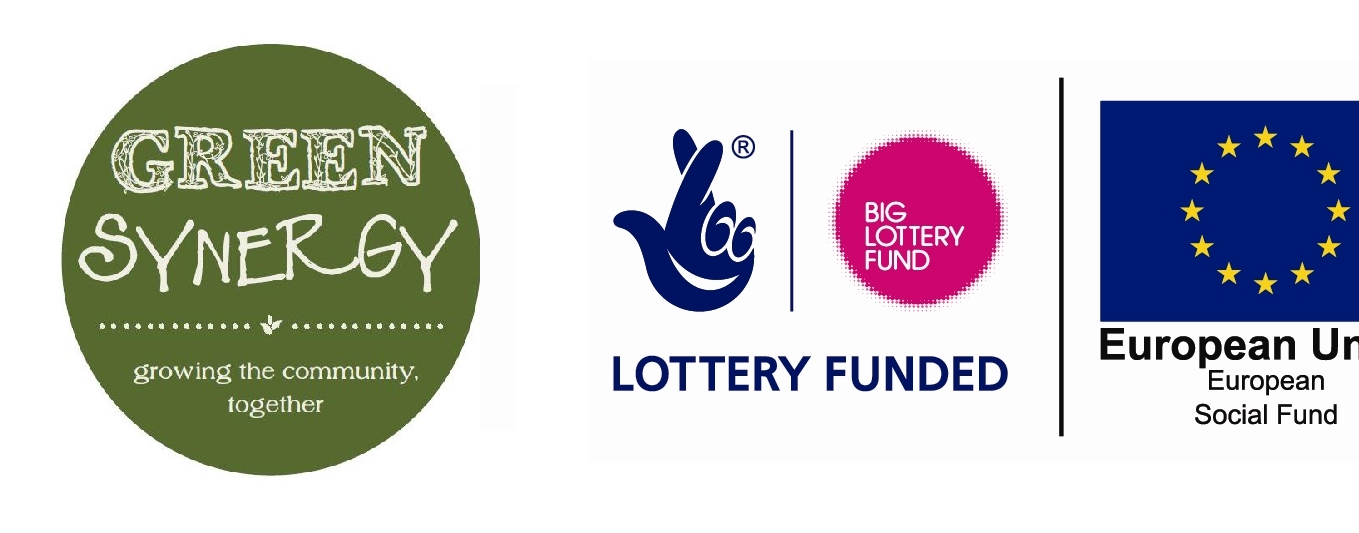 GREEN
SYNERGY
growing the community,
together
®
BIG
LOTTERY
FUND
LOTTERY FUNDED
European Un
European
Social Fund